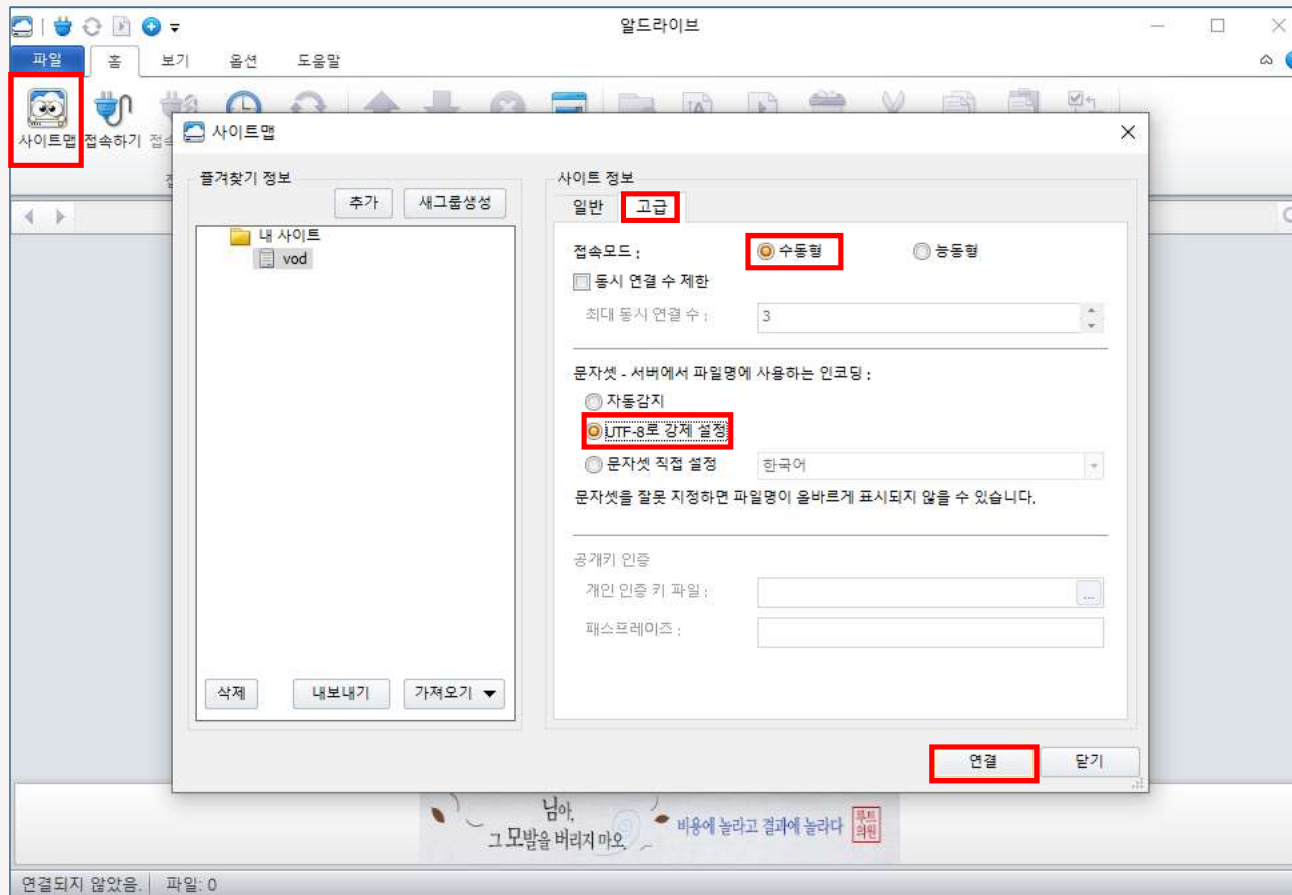 알드라이브
파일 홈 보기 옵션 도움말
사이트맵 접속하기
사이트맵
즐겨찾기 정보
추가 새그룹생성
내 사이트
vod
삭제 내보내기 가져오기
사이트 정보
일반 고급
접속모드 : 수동형 능동형
동시 연결 수 제한
최대 동시 연결 수 : 3
문자셋 - 서버에서 파일명에 사용하는 인코딩 :
자동감지
UTF-8로 강제 설정
문자셋 직접 설정 한국어
문자셋을 잘못 지정하면 파일명이 올바르게 표시되지 않을 수 있습니다.
공개키 인증
개인 인증 키 파일 : ...
패스프레이즈 :
연결 닫기
님아,
그 모발을 버리지 마오.
비용에 놀라고 결과에 놀라다
루트
의원
연결되지 않았음. 파일: 0